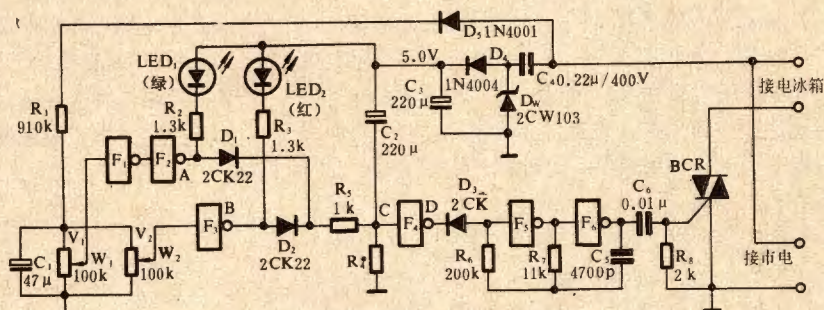 D₅ 1N4001
LED₁
(绿)
LED₂
(红)
5.0V
D₄
1N4004
C₄ 0.22μ/400V
C₃
220μ
D_W
2CW103
接电冰箱
R₁
910k
R₂
1.3k
R₃
1.3k
C₂
220μ
F₁
F₂
A
D₁
2CK22
BCR
R₅
1k
C
F₄
D
D₃
2CK
F₅
F₆
C₆
0.01μ
V₁
V₂
W₁
100k
W₂
100k
F₃
B
D₂
2CK22
C₁
47μ
R₆
200k
R₇
11k
C₅
4700p
R₈
2k
接市电